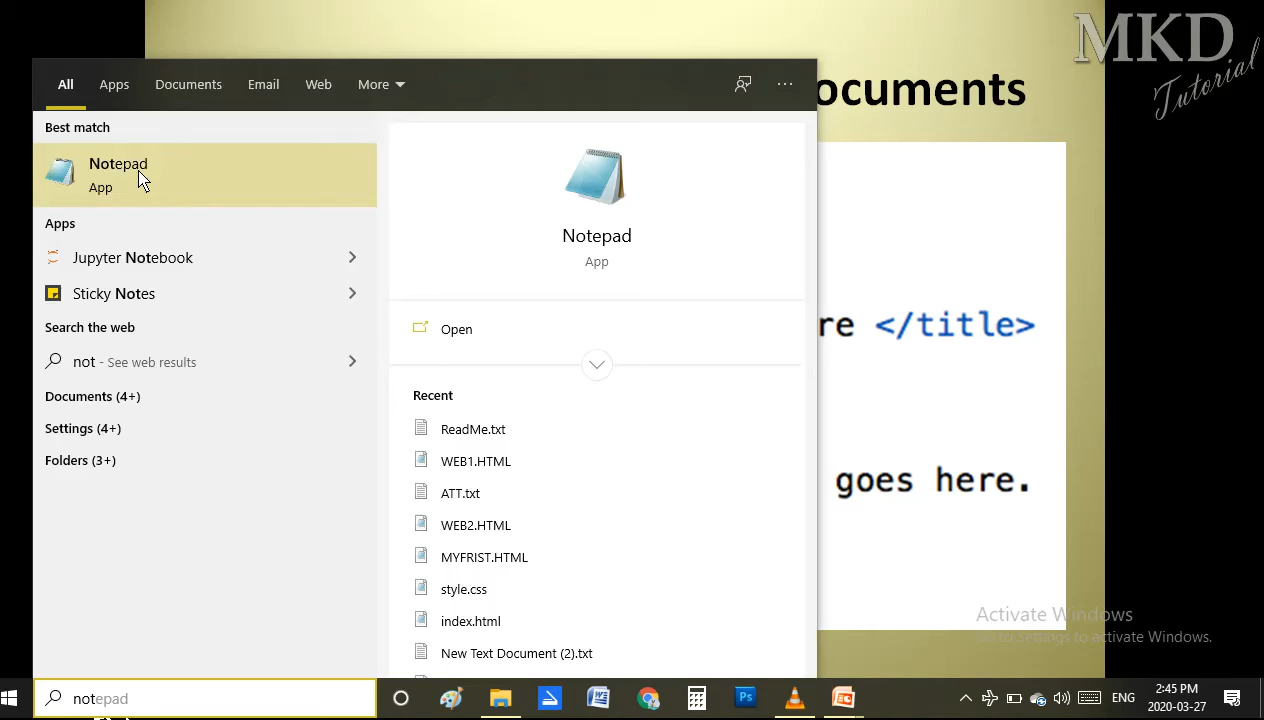 MKD
Tutorial
ocuments
All Apps Documents Email Web More
Best match
Notepad
App
Apps
Jupyter Notebook
Sticky Notes
Search the web
not - See web results
Documents (4+)
Settings (4+)
Folders (3+)
Notepad
App
Open
Recent
ReadMe.txt
WEB1.HTML
ATT.txt
WEB2.HTML
MYFRIST.HTML
style.css
index.html
New Text Document (2).txt
re </title>
goes here.
Activate Windows
Go to Settings to activate Windows.
notepad
Ps
ENG
2:45 PM
2020-03-27